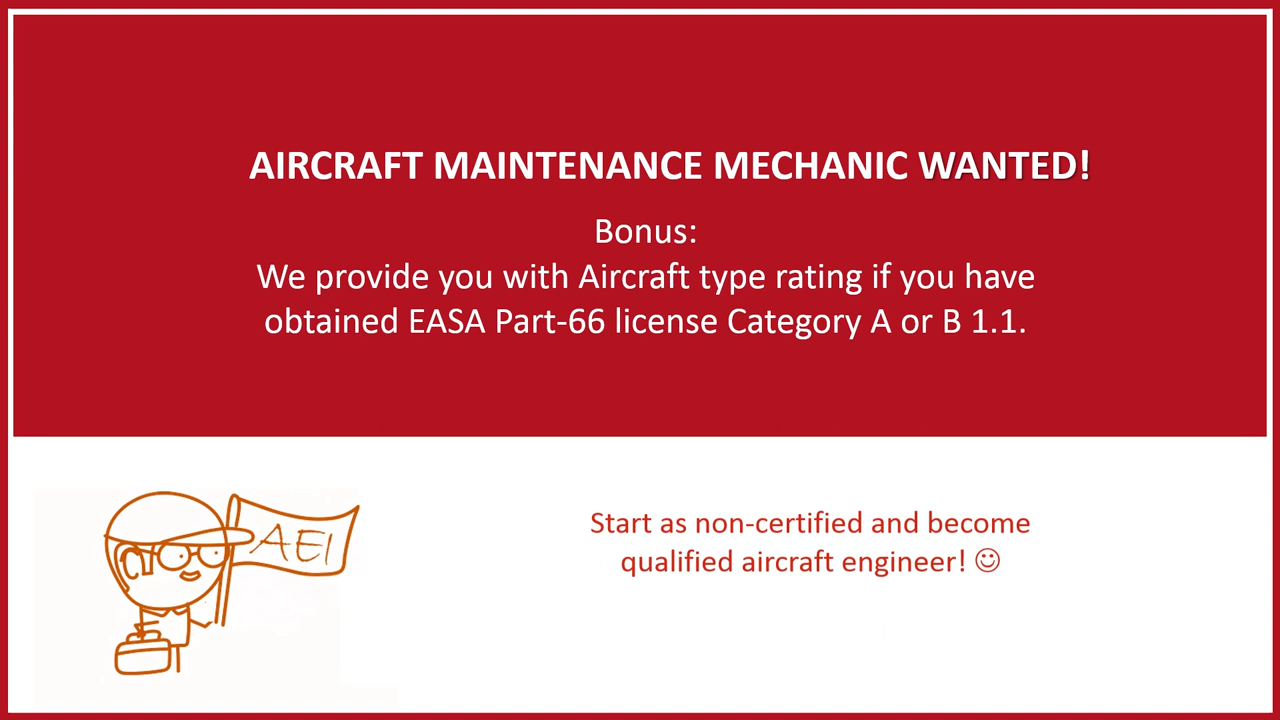 AIRCRAFT MAINTENANCE MECHANIC WANTED!
Bonus:
We provide you with Aircraft type rating if you have
obtained EASA Part-66 license Category A or B 1.1.
AEI
Start as non-certified and become
qualified aircraft engineer! ☺